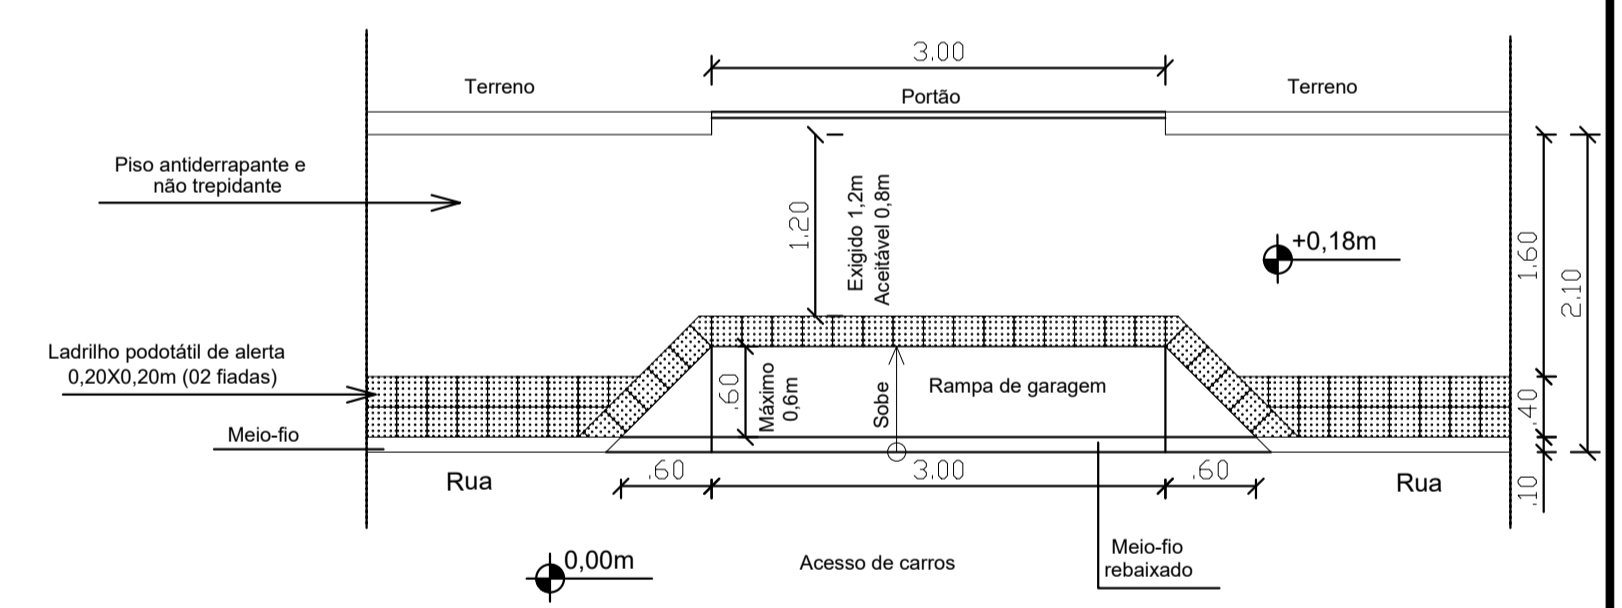 3.00
Terreno
Portão
Terreno
Piso antiderrapante e
não trepidante
1.20
Exigido 1,2m
Aceitável 0,8m
+0,18m
1.60
2.10
Ladrilho podotátil de alerta
0,20X0,20m (02 fiadas)
.60
Máximo
0,6m
Sobe
Rampa de garagem
.40
Meio-fio
Rua
.60
3.00
.60
Rua
.10
0,00m
Acesso de carros
Meio-fio
rebaixado